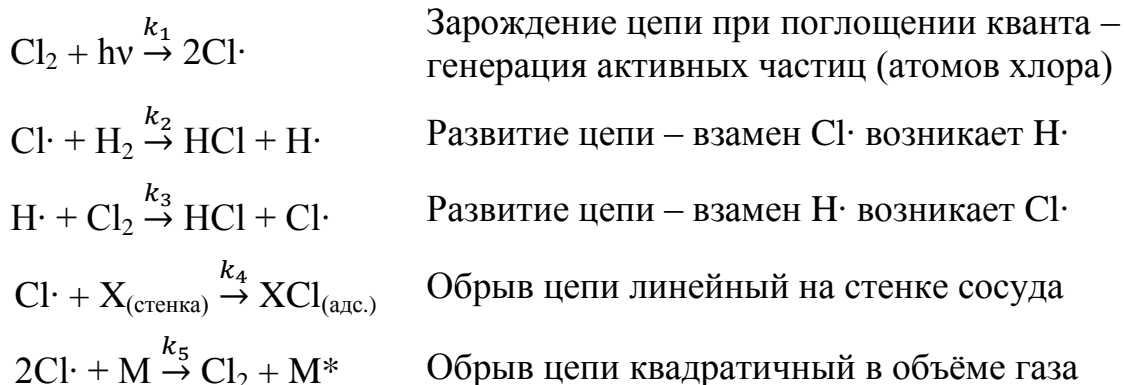 Cl₂ + hν →(k₁) 2Cl· Зарождение цепи при поглощении кванта –
генерация активных частиц (атомов хлора)
Cl· + H₂ →(k₂) HCl + H· Развитие цепи – взамен Cl· возникает H·
H· + Cl₂ →(k₃) HCl + Cl· Развитие цепи – взамен H· возникает Cl·
Cl· + X(стенка) →(k₄) XCl(адс.) Обрыв цепи линейный на стенке сосуда
2Cl· + M →(k₅) Cl₂ + M* Обрыв цепи квадратичный в объёме газа